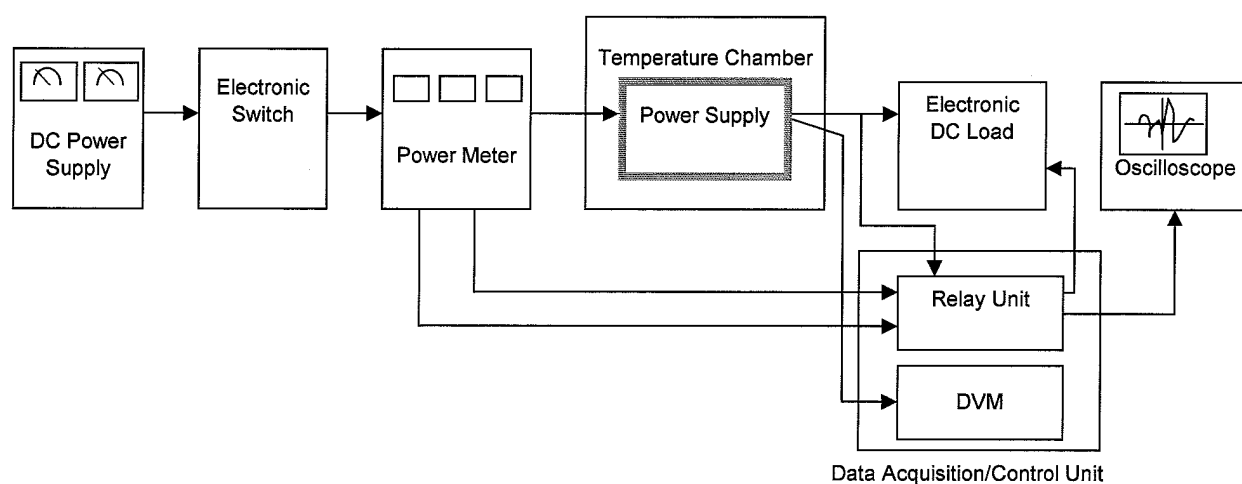 DC Power
Supply
Electronic
Switch
Power Meter
Temperature Chamber
Power Supply
Electronic
DC Load
Oscilloscope
Relay Unit
DVM
Data Acquisition/Control Unit